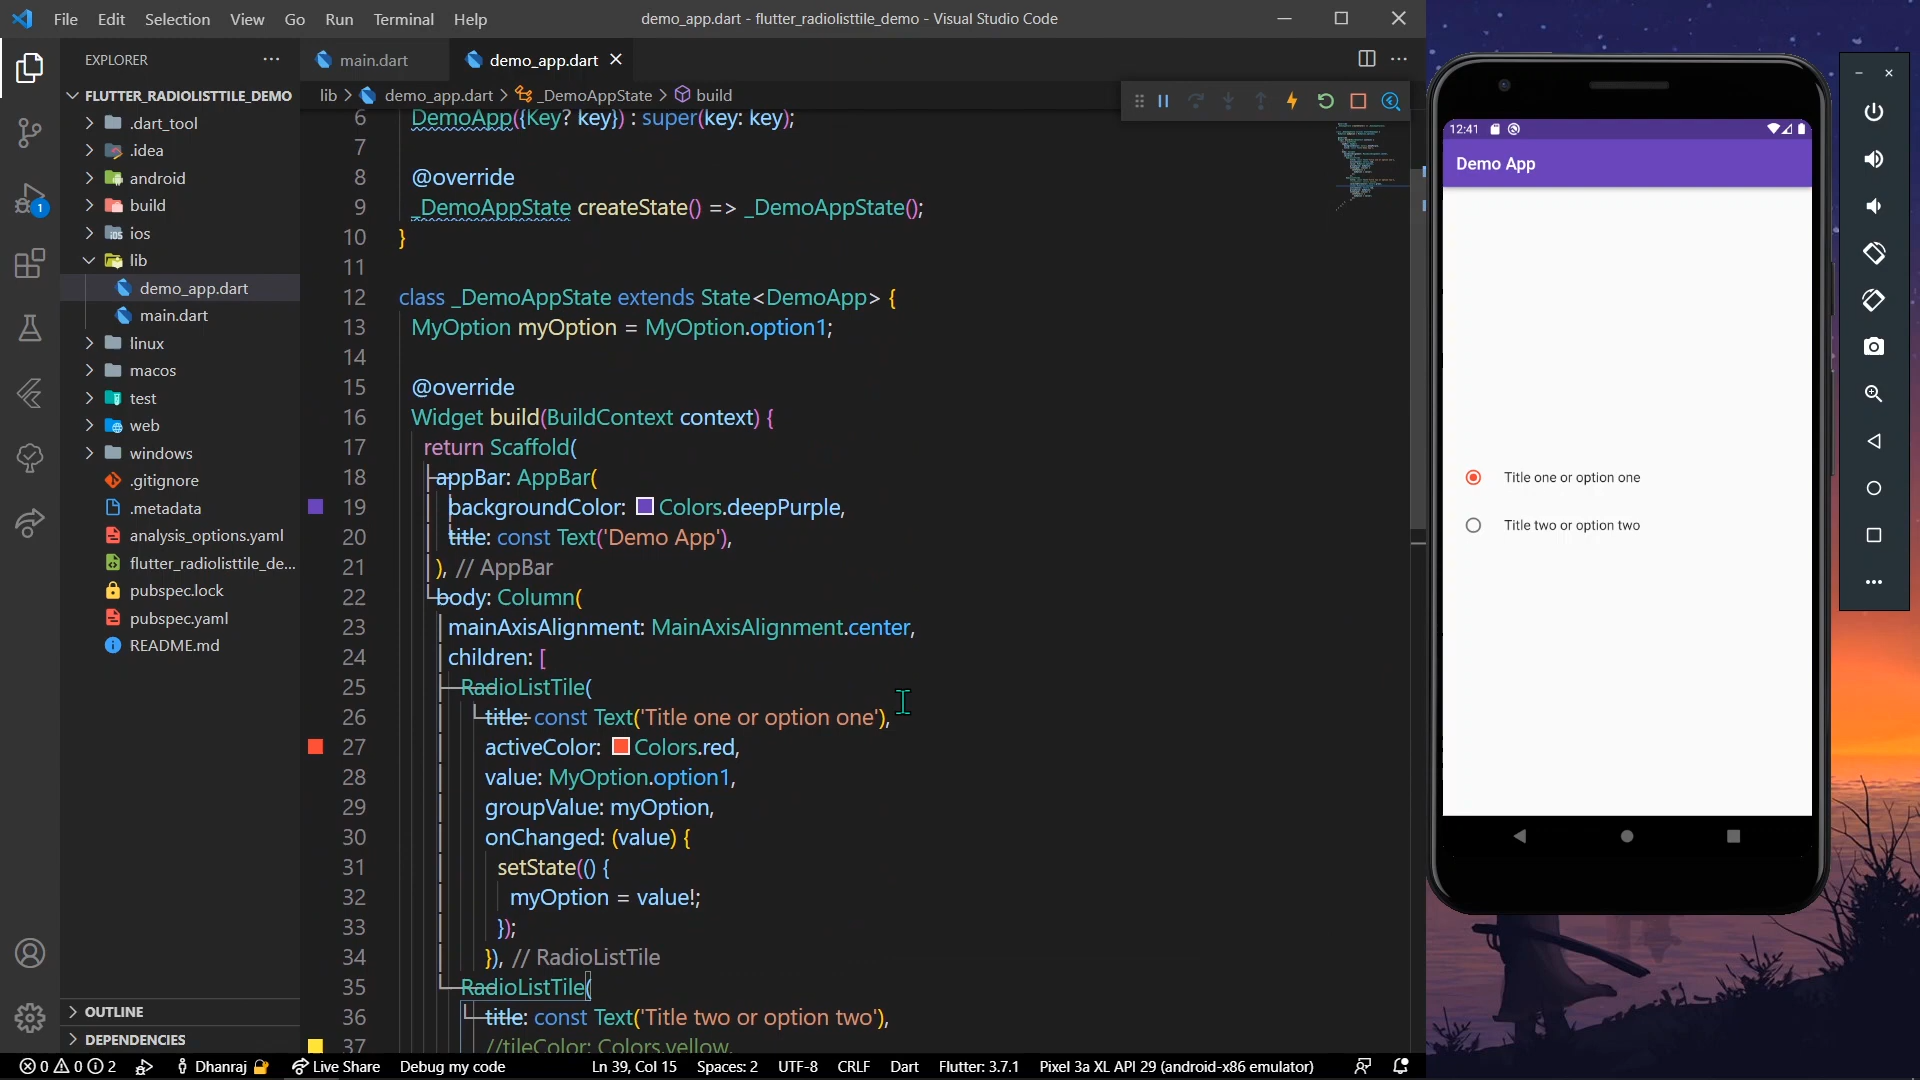 File Edit Selection View Go Run Terminal Help
demo_app.dart - flutter_radiolisttile_demo - Visual Studio Code
EXPLORER
FLUTTER_RADIOLISTTILE_DEMO
.dart_tool
.idea
android
build
ios
lib
demo_app.dart
main.dart
linux
macos
test
web
windows
.gitignore
.metadata
analysis_options.yaml
flutter_radiolisttile_de...
pubspec.lock
pubspec.yaml
README.md
OUTLINE
DEPENDENCIES
1
main.dart
demo_app.dart
lib > demo_app.dart > _DemoAppState > build
6 DemoApp({Key? key}) : super(key: key);
7
8 @override
9 _DemoAppState createState() => _DemoAppState();
10 }
11
12 class _DemoAppState extends State<DemoApp> {
13 MyOption myOption = MyOption.option1;
14
15 @override
16 Widget build(BuildContext context) {
17 return Scaffold(
18 appBar: AppBar(
19 backgroundColor: Colors.deepPurple,
20 title: const Text('Demo App'),
21 ), // AppBar
22 body: Column(
23 mainAxisAlignment: MainAxisAlignment.center,
24 children: [
25 RadioListTile(
26 title: const Text('Title one or option one'),
27 activeColor: Colors.red,
28 value: MyOption.option1,
29 groupValue: myOption,
30 onChanged: (value) {
31 setState(() {
32 myOption = value!;
33 });
34 }), // RadioListTile
35 RadioListTile(
36 title: const Text('Title two or option two'),
37 //tileColor: Colors.yellow,
12:41
Demo App
Title one or option one
Title two or option two
0 0 2 Dhanraj Live Share Debug my code Ln 39, Col 15 Spaces: 2 UTF-8 CRLF Dart Flutter: 3.7.1 Pixel 3a XL API 29 (android-x86 emulator)